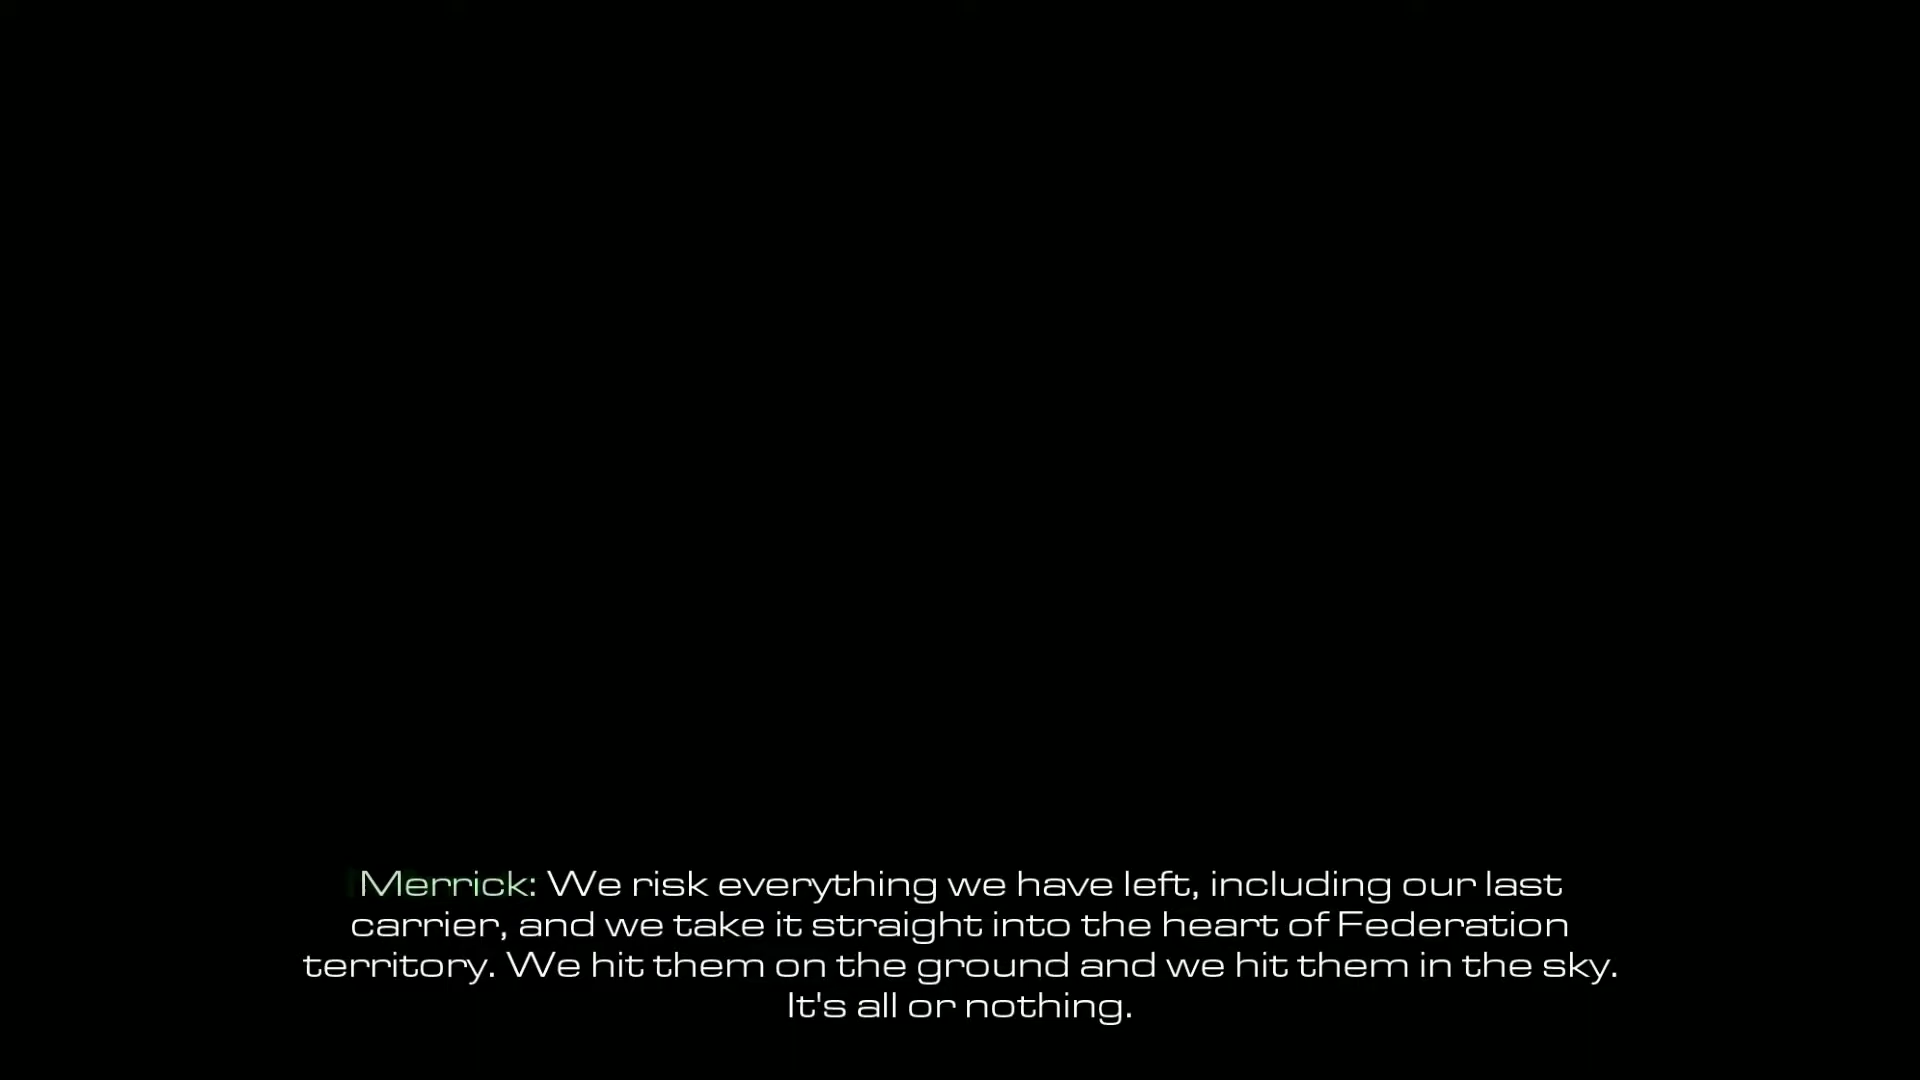 Merrick: We risk everything we have left, including our last
carrier, and we take it straight into the heart of Federation
territory. We hit them on the ground and we hit them in the sky.
It's all or nothing.